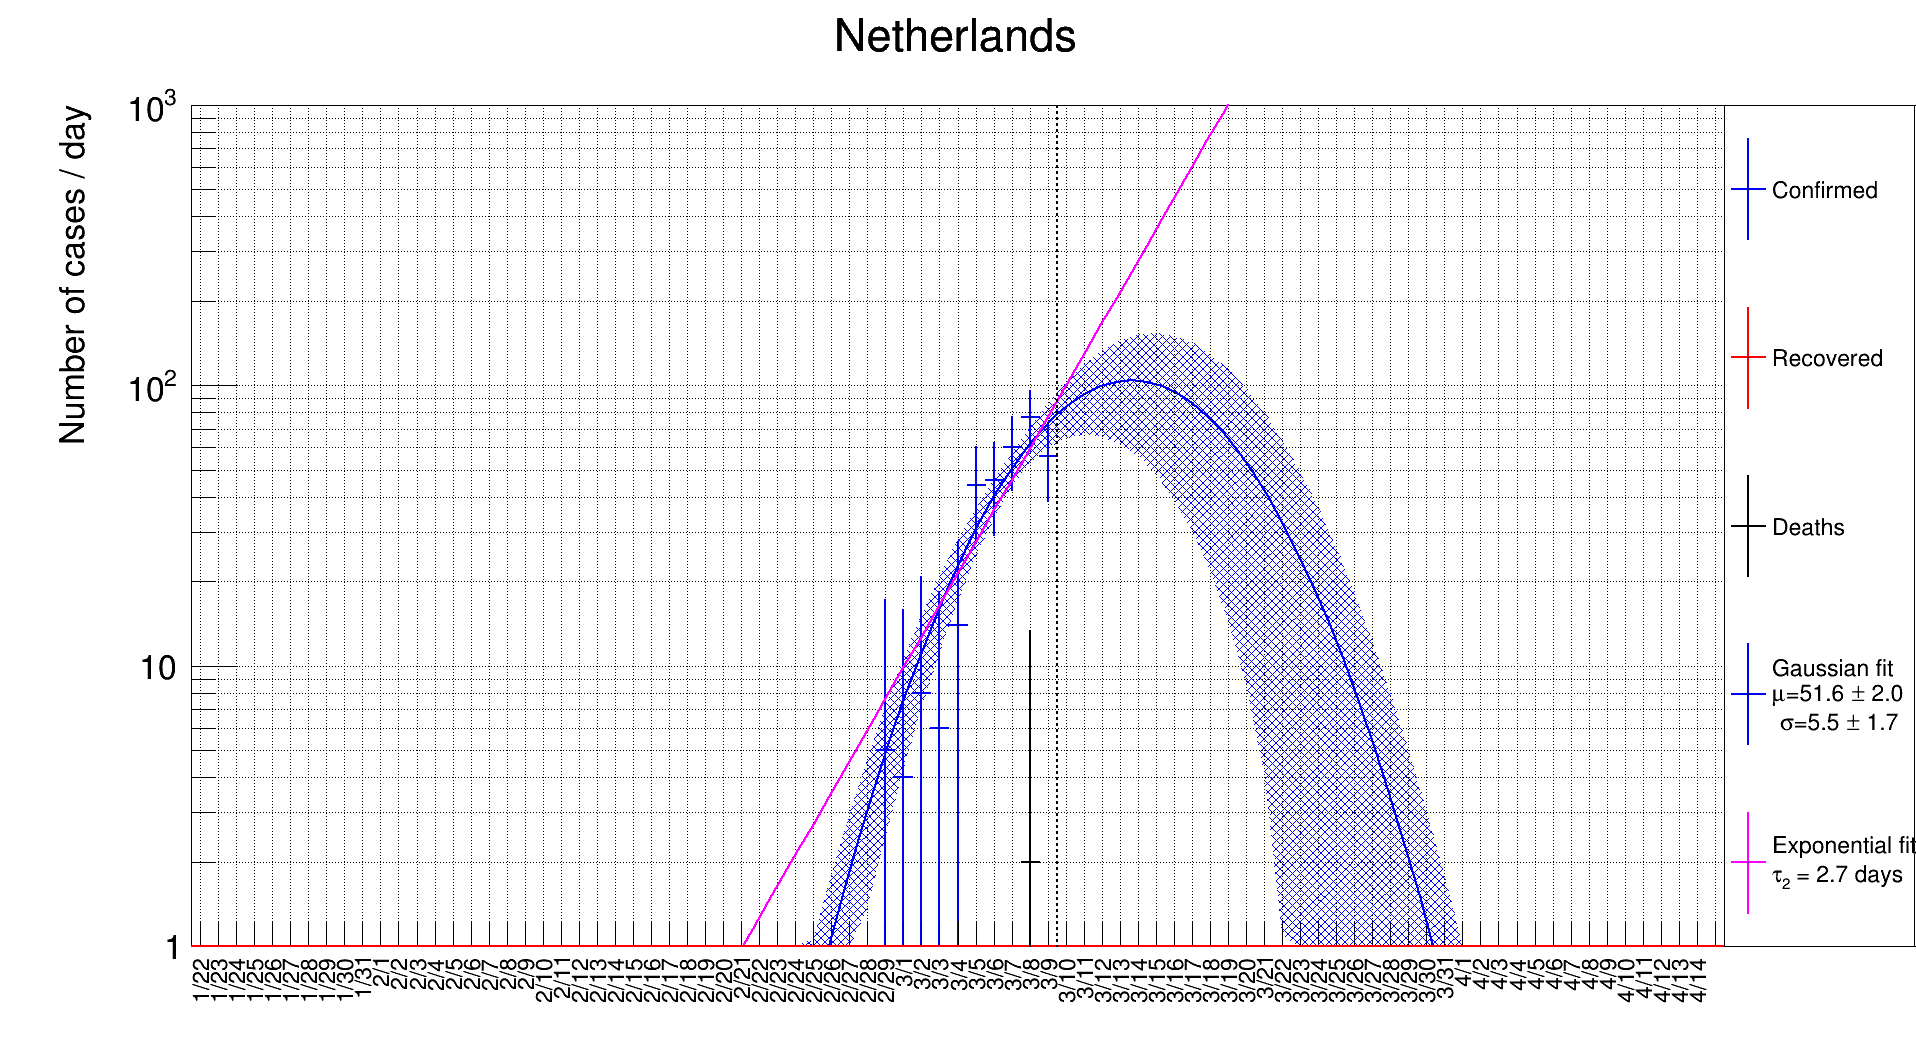 Netherlands
Number of cases / day
10³
10²
10
1
1/22 1/23 1/24 1/25 1/26 1/27 1/28 1/29 1/30 1/31 2/1 2/2 2/3 2/4 2/5 2/6 2/7 2/8 2/9 2/10 2/11 2/12 2/13 2/14 2/15 2/16 2/17 2/18 2/19 2/20 2/21 2/22 2/23 2/24 2/25 2/26 2/27 2/28 2/29 3/1 3/2 3/3 3/4 3/5 3/6 3/7 3/8 3/9 3/10 3/11 3/12 3/13 3/14 3/15 3/16 3/17 3/18 3/19 3/20 3/21 3/22 3/23 3/24 3/25 3/26 3/27 3/28 3/29 3/30 3/31 4/1 4/2 4/3 4/4 4/5 4/6 4/7 4/8 4/9 4/10 4/11 4/12 4/13 4/14
Confirmed
Recovered
Deaths
Gaussian fit
μ=51.6 ± 2.0
σ=5.5 ± 1.7
Exponential fit
τ₂ = 2.7 days